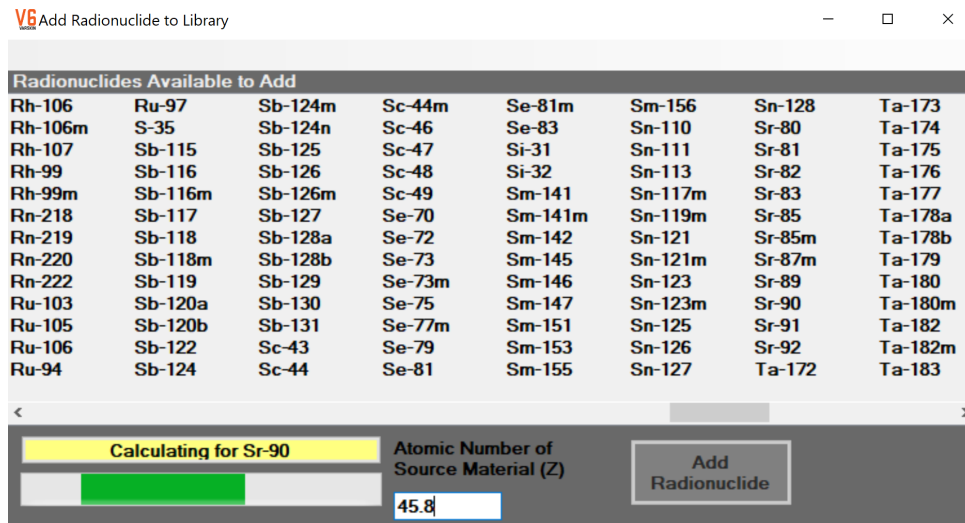 V6 VARSKIN Add Radionuclide to Library
Radionuclides Available to Add
Rh-106 Ru-97 Sb-124m Sc-44m Se-81m Sm-156 Sn-128 Ta-173
Rh-106m S-35 Sb-124n Sc-46 Se-83 Sn-110 Sr-80 Ta-174
Rh-107 Sb-115 Sb-125 Sc-47 Si-31 Sn-111 Sr-81 Ta-175
Rh-99 Sb-116 Sb-126 Sc-48 Si-32 Sn-113 Sr-82 Ta-176
Rh-99m Sb-116m Sb-126m Sc-49 Sm-141 Sn-117m Sr-83 Ta-177
Rn-218 Sb-117 Sb-127 Se-70 Sm-141m Sn-119m Sr-85 Ta-178a
Rn-219 Sb-118 Sb-128a Se-72 Sm-142 Sn-121 Sr-85m Ta-178b
Rn-220 Sb-118m Sb-128b Se-73 Sm-145 Sn-121m Sr-87m Ta-179
Rn-222 Sb-119 Sb-129 Se-73m Sm-146 Sn-123 Sr-89 Ta-180
Ru-103 Sb-120a Sb-130 Se-75 Sm-147 Sn-123m Sr-90 Ta-180m
Ru-105 Sb-120b Sb-131 Se-77m Sm-151 Sn-125 Sr-91 Ta-182
Ru-106 Sb-122 Sc-43 Se-79 Sm-153 Sn-126 Sr-92 Ta-182m
Ru-94 Sb-124 Sc-44 Se-81 Sm-155 Sn-127 Ta-172 Ta-183
Calculating for Sr-90
Atomic Number of
Source Material (Z)
45.8
Add
Radionuclide